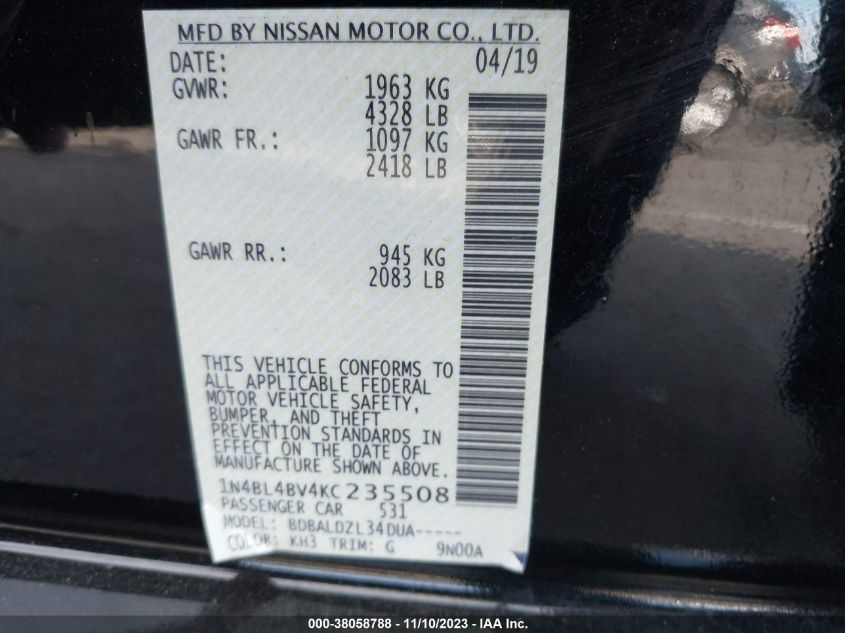 MFD BY NISSAN MOTOR CO., LTD.
DATE: 04/19
GVWR: 1963 KG
4328 LB
GAWR FR.: 1097 KG
2418 LB
GAWR RR.: 945 KG
2083 LB
THIS VEHICLE CONFORMS TO
ALL APPLICABLE FEDERAL
MOTOR VEHICLE SAFETY,
BUMPER, AND THEFT
PREVENTION STANDARDS IN
EFFECT ON THE DATE OF
MANUFACTURE SHOWN ABOVE.
1N4BL4BV4KC235508
PASSENGER CAR 531
MODEL: BDBALDZL34DUA-----
COLOR: KH3 TRIM: G 9N00A
000-38058788 - 11/10/2023 - IAA Inc.